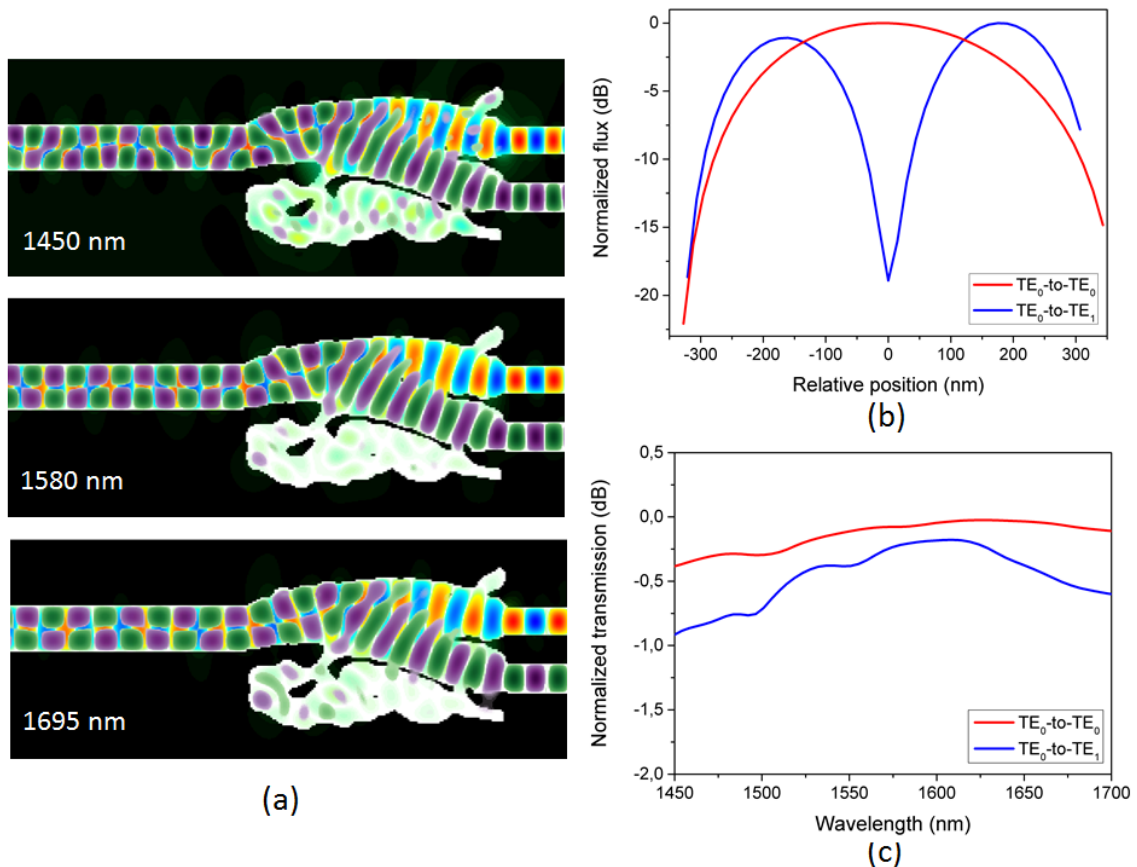 1450 nm
1580 nm
1695 nm
(a)
Normalized flux (dB)
0
-5
-10
-15
-20
TE₀-to-TE₀
TE₀-to-TE₁
-300 -200 -100 0 100 200 300
Relative position (nm)
(b)
Normalized transmission (dB)
0,5
0,0
-0,5
-1,0
-1,5
-2,0
TE₀-to-TE₀
TE₀-to-TE₁
1450 1500 1550 1600 1650 1700
Wavelength (nm)
(c)